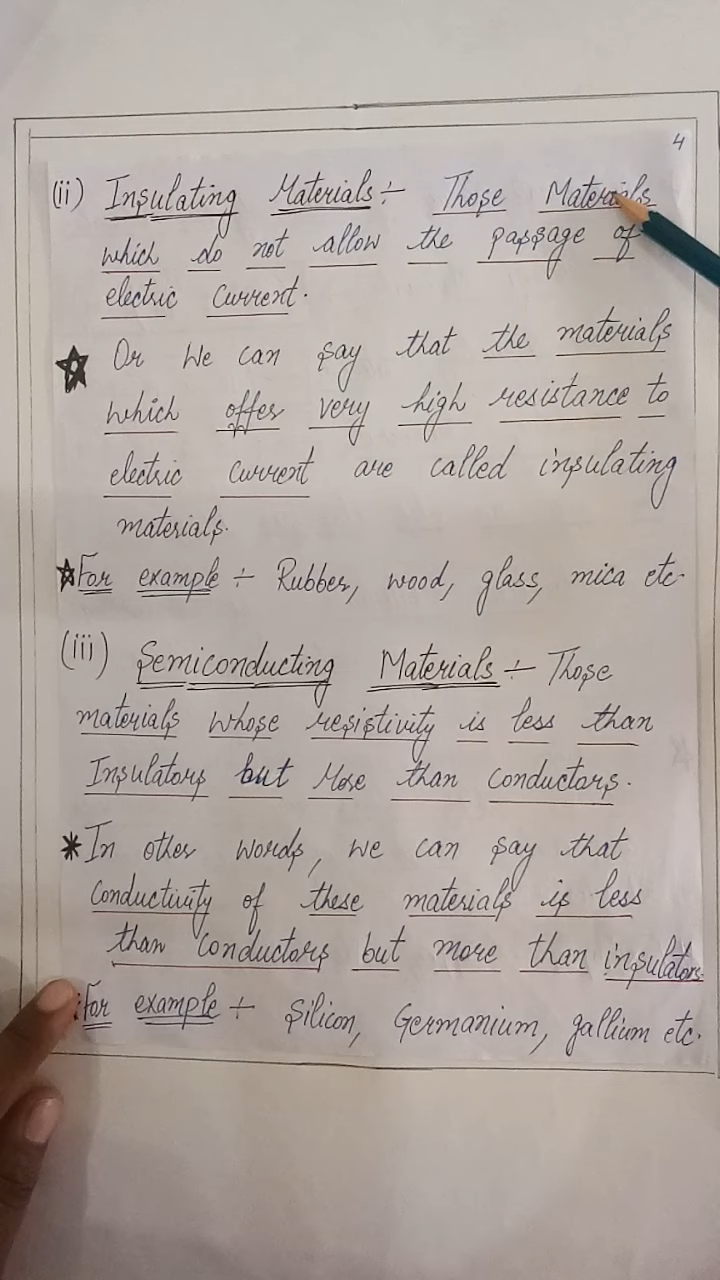 4
(ii) Insulating Materials :- Those Materials
which do not allow the passage of
electric current.
Or we can say that the materials
which offer very high resistance to
electric current are called insulating
materials.
For example :- Rubber, wood, glass, mica etc.
(iii) Semiconducting Materials :- Those
materials whose resistivity is less than
Insulators but More than conductors.
* In other words, we can say that
conductivity of these materials is less
than conductors but more than insulators.
For example :- Silicon, Germanium, gallium etc.